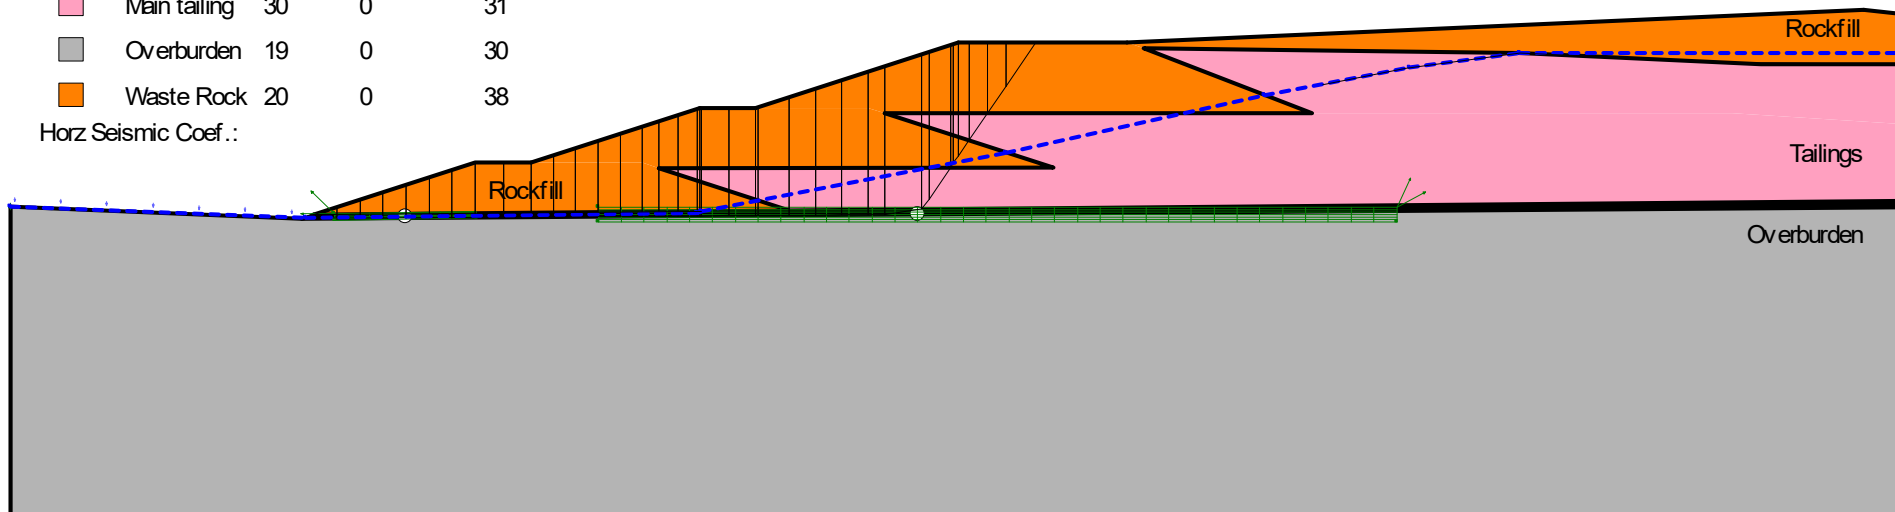 Main tailing 30 0 31
Overburden 19 0 30
Waste Rock 20 0 38
Horz Seismic Coef.:
Rockfill
Rockfill
Tailings
Overburden